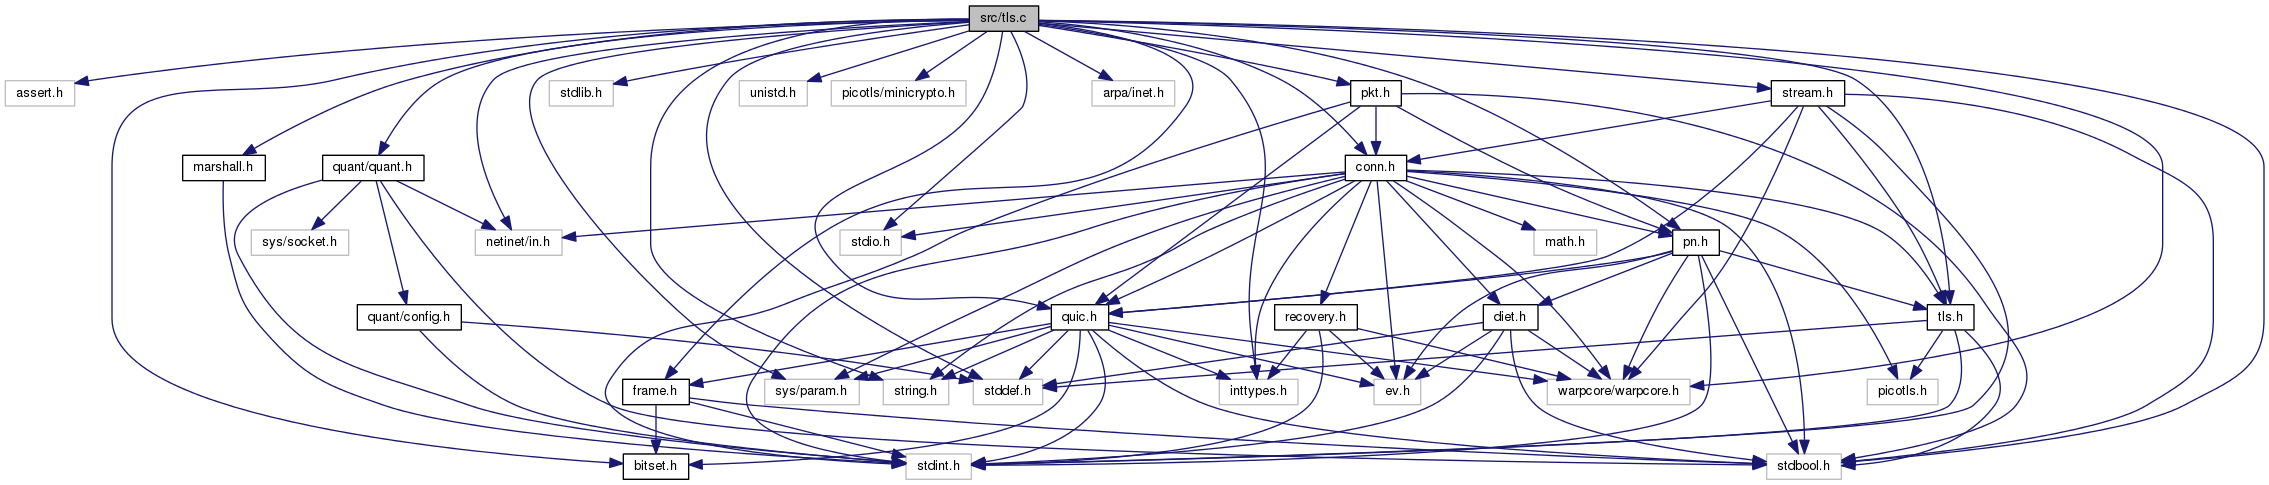 src/tls.c
assert.h
stdlib.h
unistd.h
picotls/minicrypto.h
arpa/inet.h
pkt.h
stream.h
marshall.h
quant/quant.h
conn.h
sys/socket.h
netinet/in.h
stdio.h
math.h
pn.h
quant/config.h
quic.h
recovery.h
diet.h
tls.h
frame.h
sys/param.h
string.h
stddef.h
inttypes.h
ev.h
warpcore/warpcore.h
picotls.h
bitset.h
stdint.h
stdbool.h